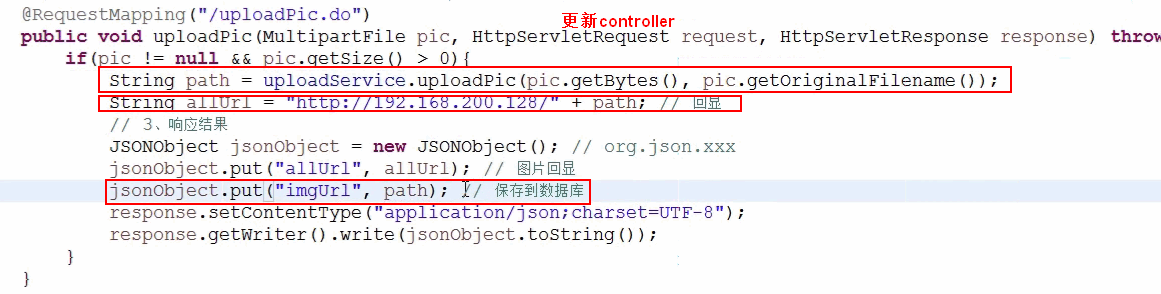 @RequestMapping("/uploadPic.do")
更新controller
public void uploadPic(MultipartFile pic, HttpServletRequest request, HttpServletResponse response) throw
if(pic != null && pic.getSize() > 0){
String path = uploadService.uploadPic(pic.getBytes(), pic.getOriginalFilename());
String allUrl = "http://192.168.200.128/" + path; // 回显
// 3、响应结果
JSONObject jsonObject = new JSONObject(); // org.json.xxx
jsonObject.put("allUrl", allUrl); // 图片回显
jsonObject.put("imgUrl", path); // 保存到数据库
response.setContentType("application/json;charset=UTF-8");
response.getWriter().write(jsonObject.toString());
}
}